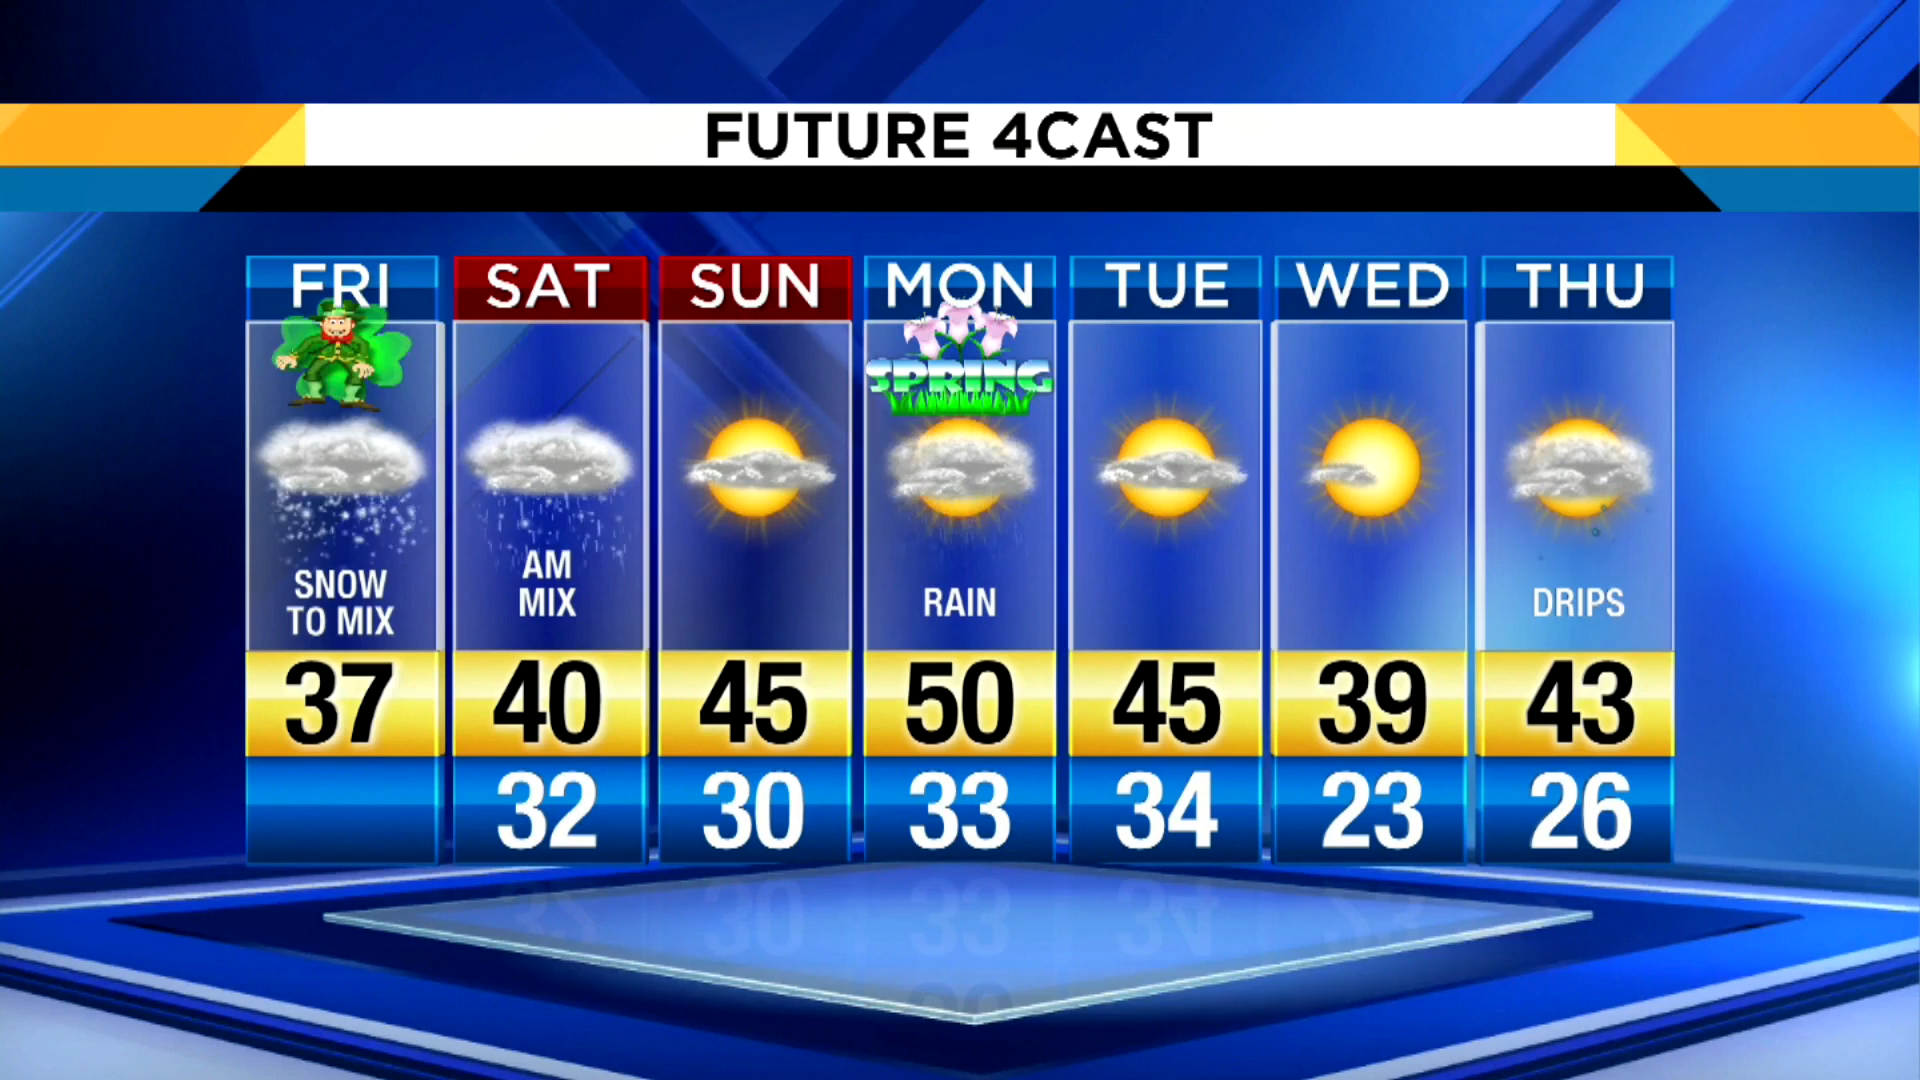 FUTURE 4CAST
FRI SAT SUN MON TUE WED THU
SPRING
SNOW
TO MIX
AM
MIX
RAIN
DRIPS
37 40 45 50 45 39 43
32 30 33 34 23 26